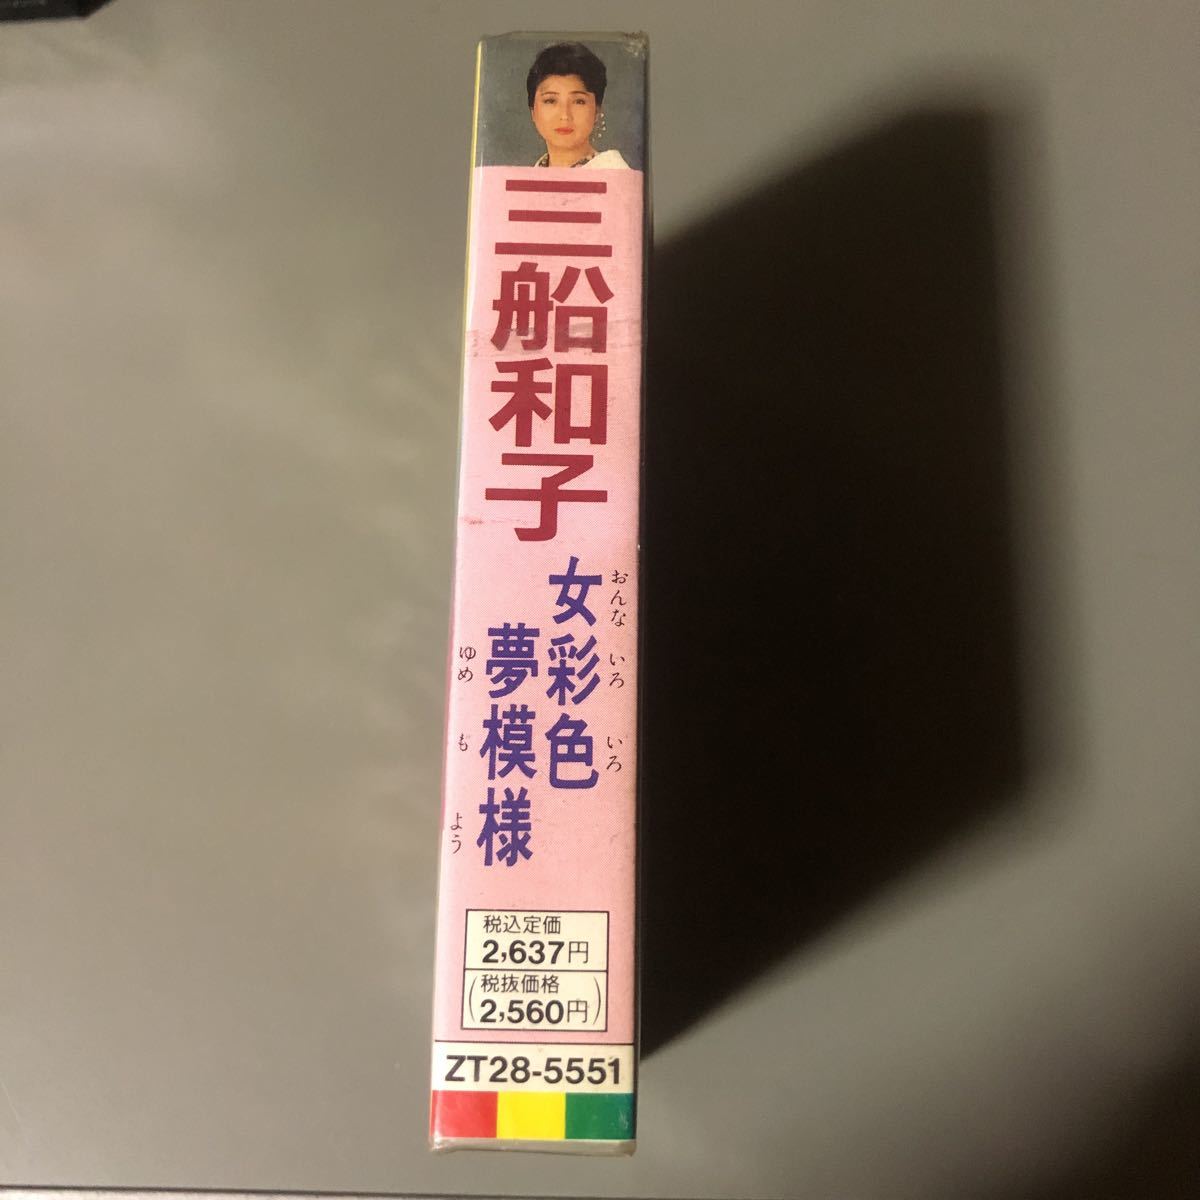 三船和子
女彩色
おんな いろ いろ
夢模様
ゆめ も よう
税込定価
2,637円
(税抜価格
2,560円)
ZT28-5551